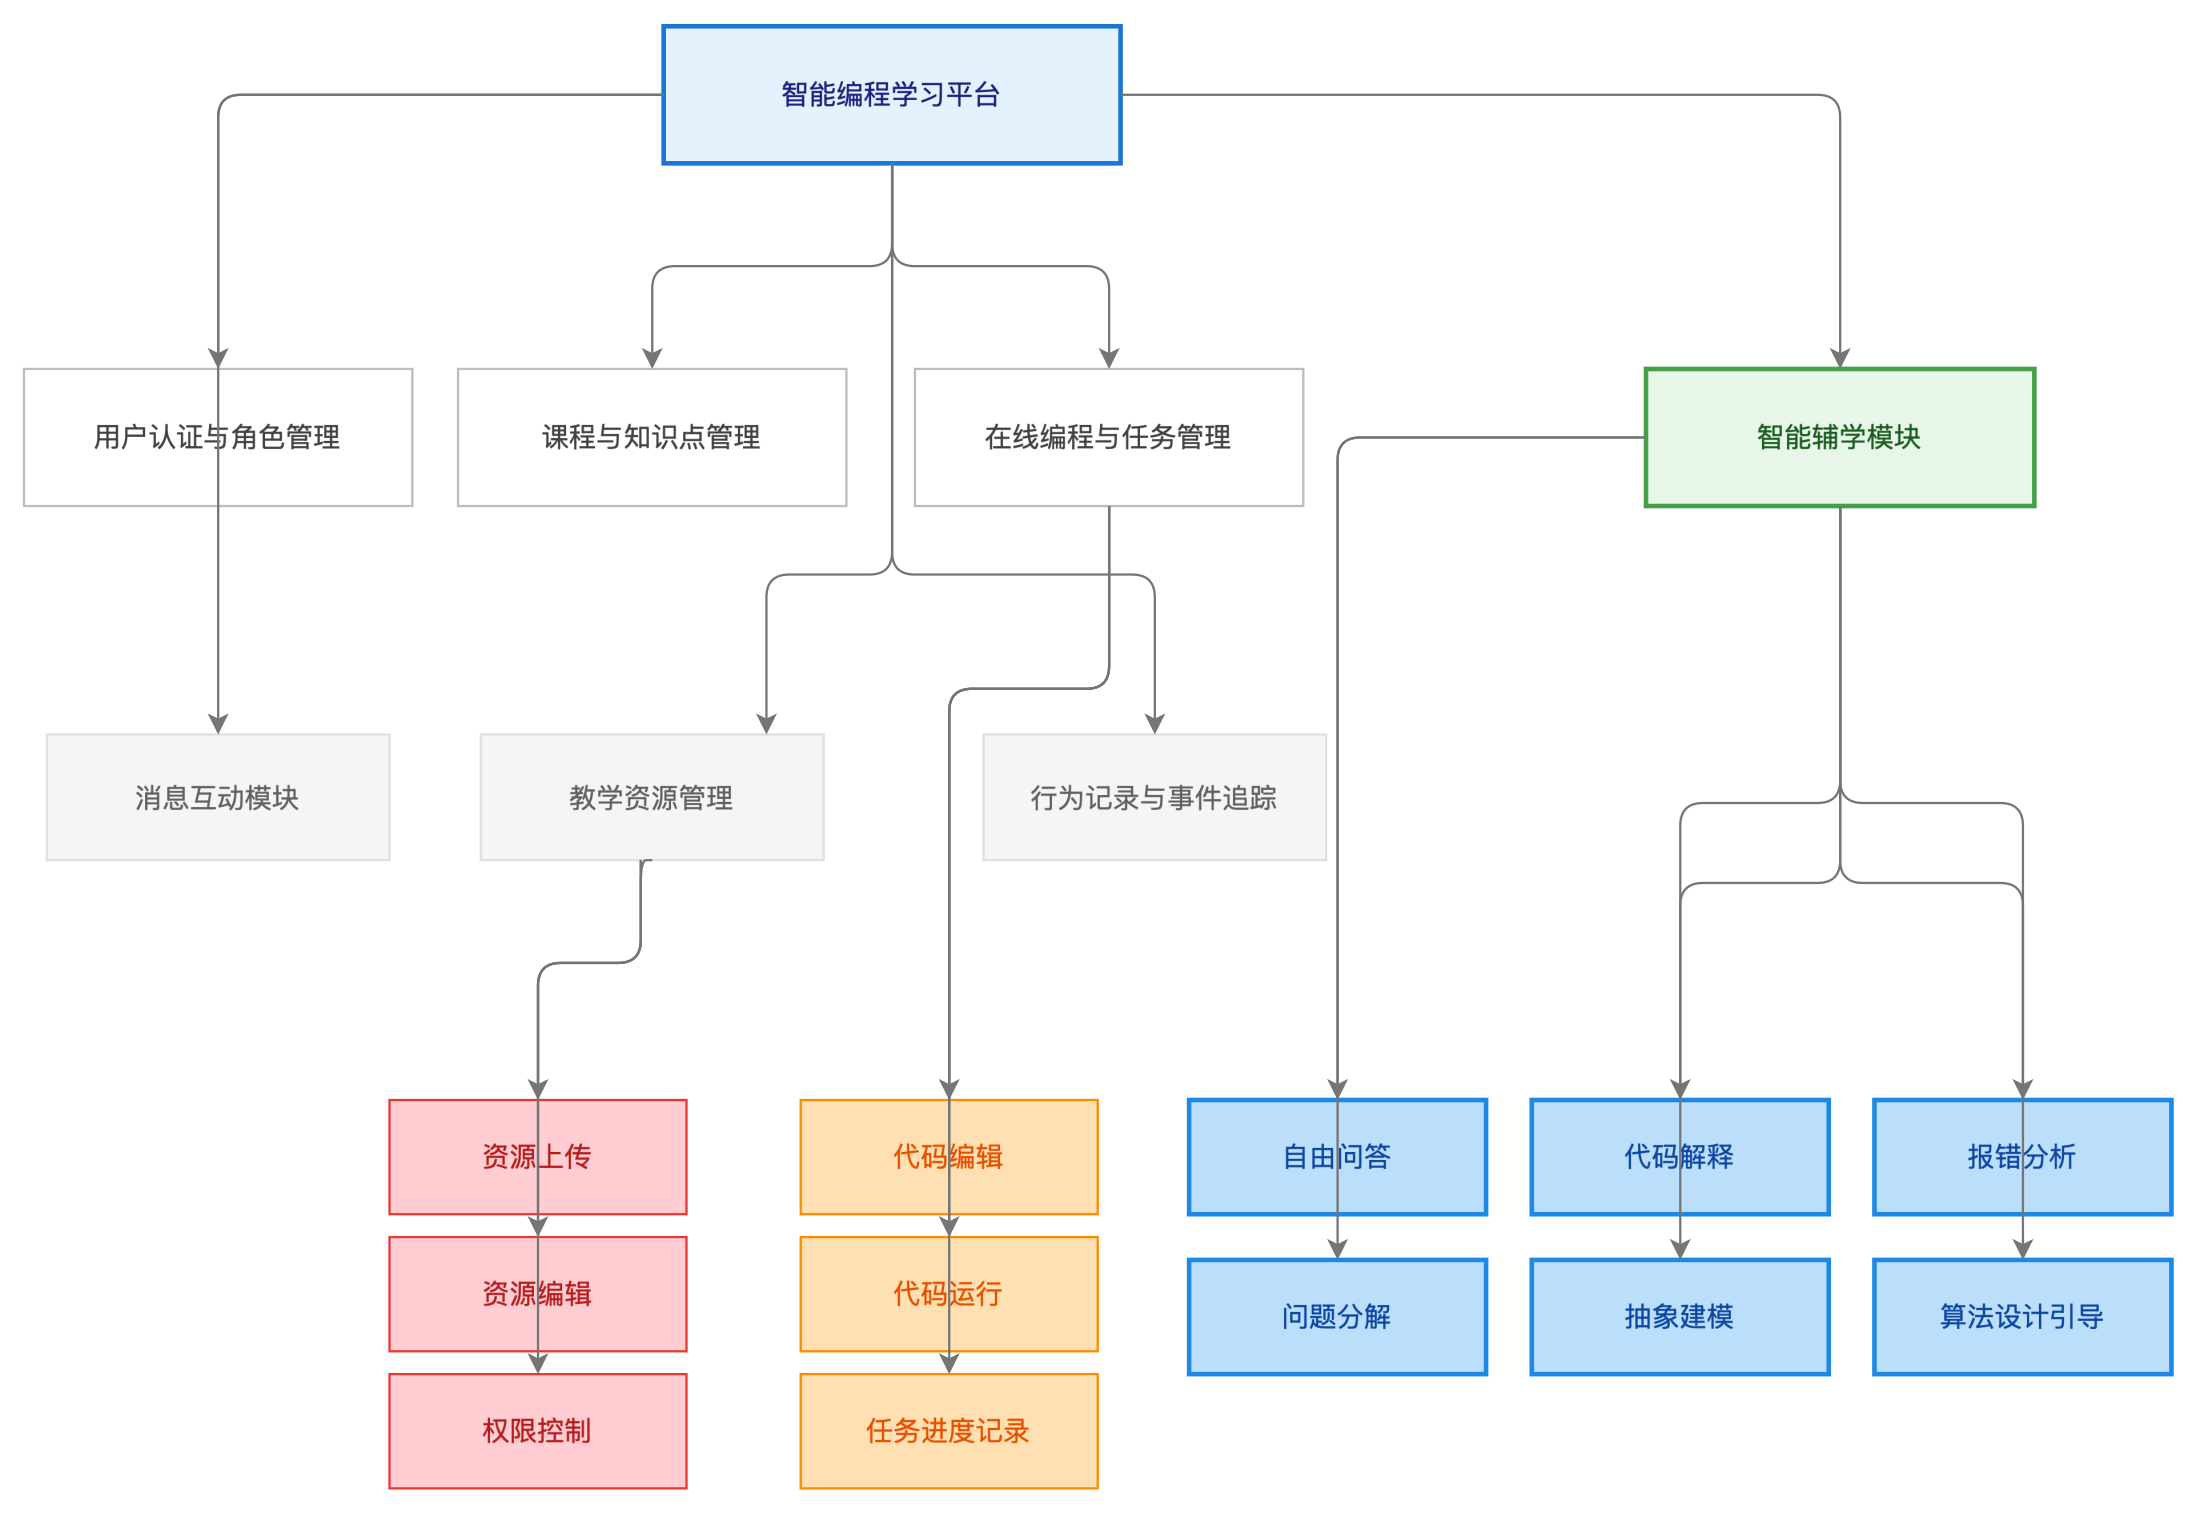 智能编程学习平台
用户认证与角色管理
课程与知识点管理
在线编程与任务管理
智能辅学模块
消息互动模块
教学资源管理
行为记录与事件追踪
资源上传
代码编辑
自由问答
代码解释
报错分析
资源编辑
代码运行
问题分解
抽象建模
算法设计引导
权限控制
任务进度记录